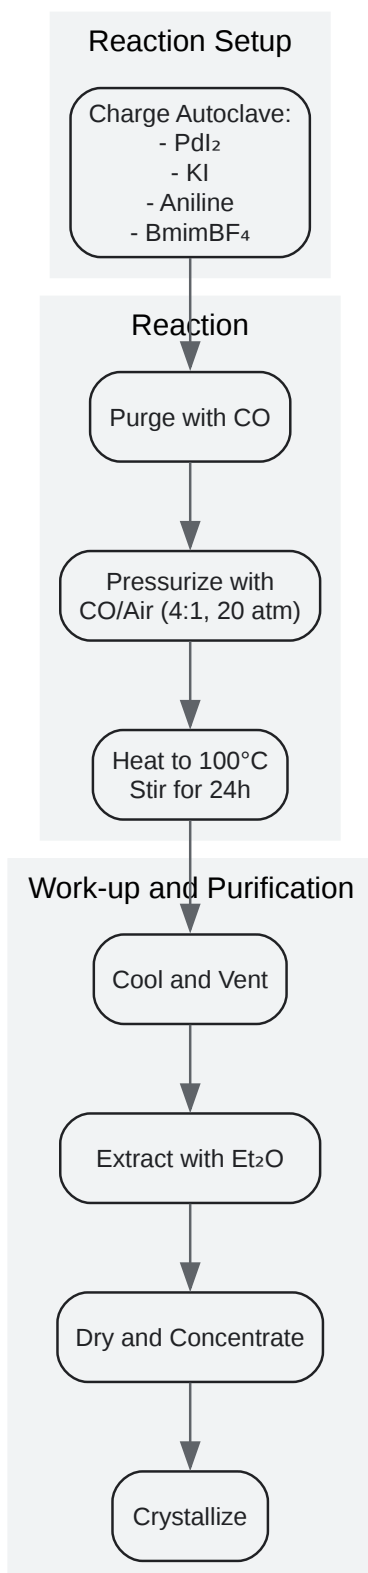 Reaction Setup
Charge Autoclave:
- PdI₂
- KI
- Aniline
- BmimBF₄
Reaction
Purge with CO
Pressurize with
CO/Air (4:1, 20 atm)
Heat to 100°C
Stir for 24h
Work-up and Purification
Cool and Vent
Extract with Et₂O
Dry and Concentrate
Crystallize